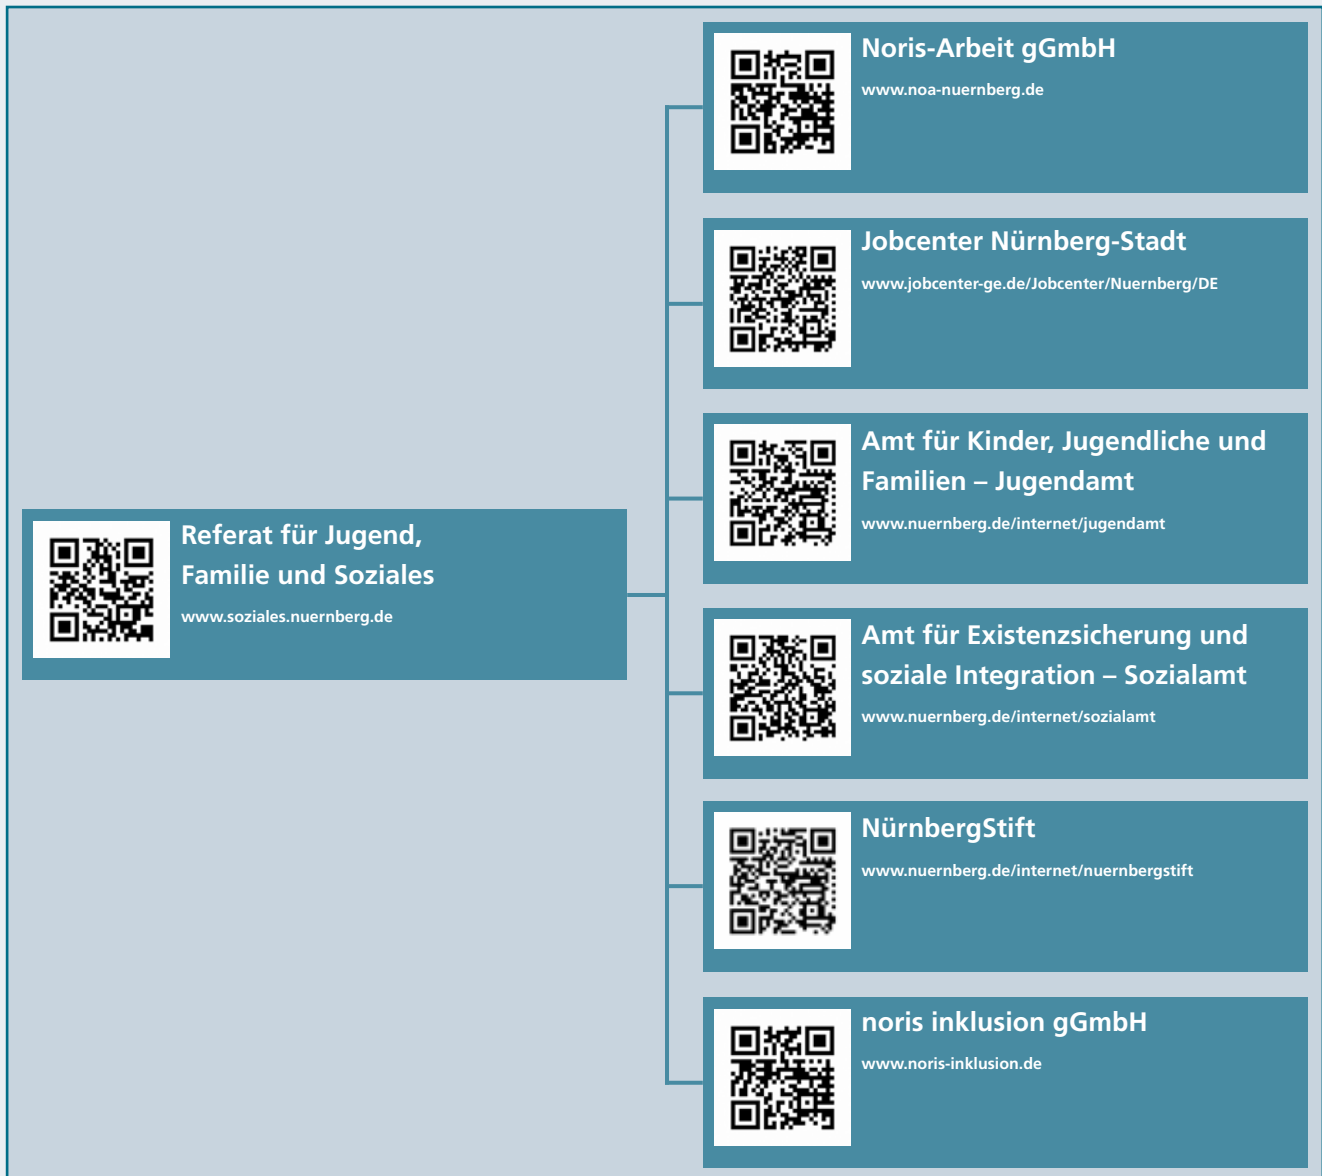 Noris-Arbeit gGmbH
www.noa-nuernberg.de
Jobcenter Nürnberg-Stadt
www.jobcenter-ge.de/Jobcenter/Nuernberg/DE
Amt für Kinder, Jugendliche und
Familien – Jugendamt
www.nuernberg.de/internet/jugendamt
Referat für Jugend,
Familie und Soziales
www.soziales.nuernberg.de
Amt für Existenzsicherung und
soziale Integration – Sozialamt
www.nuernberg.de/internet/sozialamt
NürnbergStift
www.nuernberg.de/internet/nuernbergstift
noris inklusion gGmbH
www.noris-inklusion.de